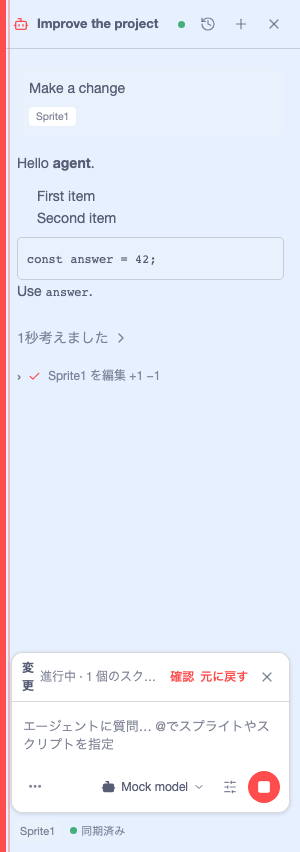 Improve the project
Make a change
Sprite1
Hello agent.
First item
Second item
const answer = 42;
Use answer.
1秒考えました
Sprite1 を編集 +1 −1
変更
進行中 · 1 個のスク…
確認 元に戻す
エージェントに質問... @でスプライトやス
クリプトを指定
Mock model
Sprite1 同期済み